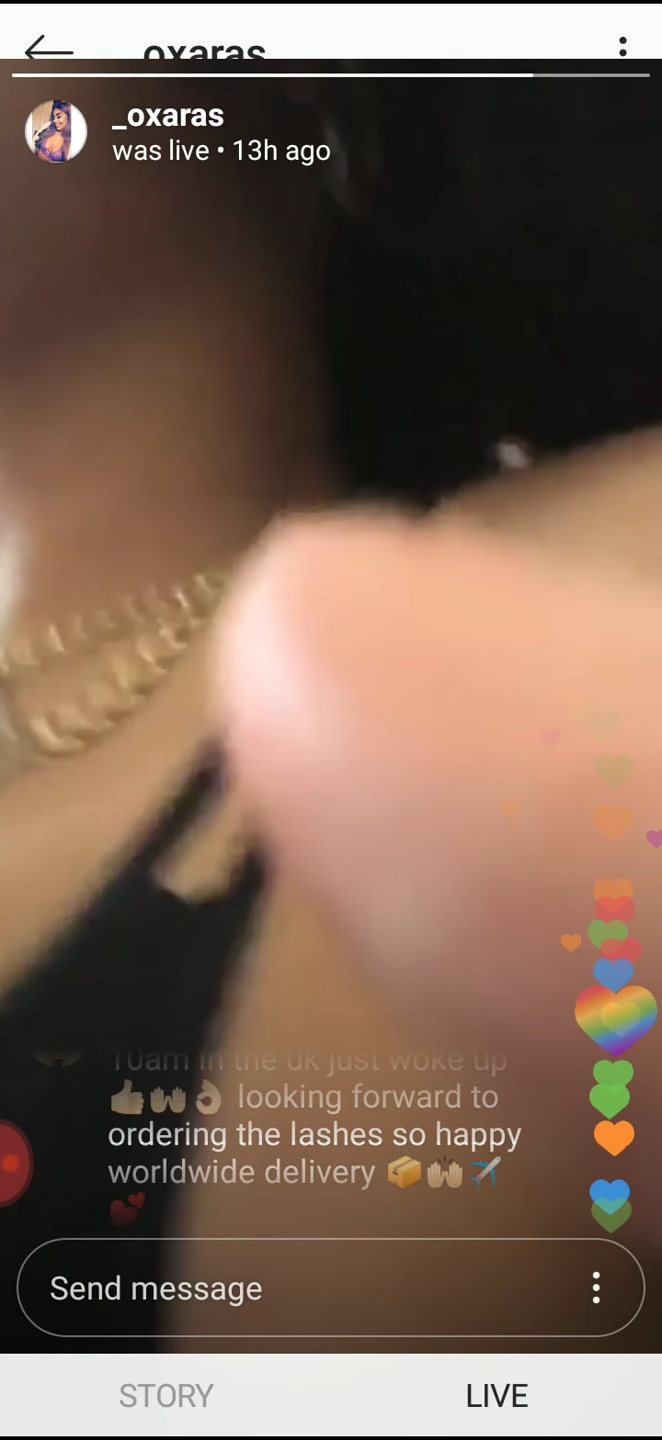 _oxaras
_oxaras
was live • 13h ago
10am in the uk just woke up
👍🏼🙌🏼👌🏼 looking forward to
ordering the lashes so happy
worldwide delivery 📦🙌🏼✈️
💕
Send message
STORY LIVE